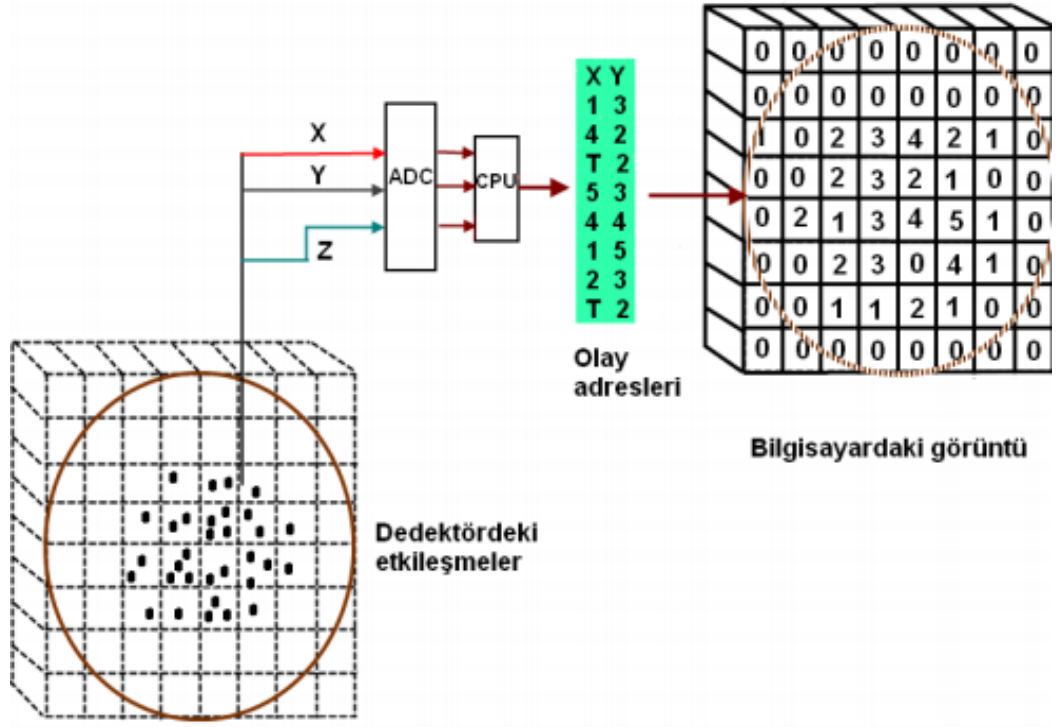 X
Y
Z
ADC
CPU
X Y
1 3
4 2
T 2
5 3
4 4
1 5
2 3
T 2
Olay
adresleri
0 0 0 0 0 0 0 0
0 0 0 0 0 0 0 0
1 0 2 3 4 2 1 0
0 0 2 3 2 1 0 0
0 2 1 3 4 5 1 0
0 0 2 3 0 4 1 0
0 0 1 1 2 1 0 0
0 0 0 0 0 0 0 0
Bilgisayardaki görüntü
Dedektördeki
etkileşmeler